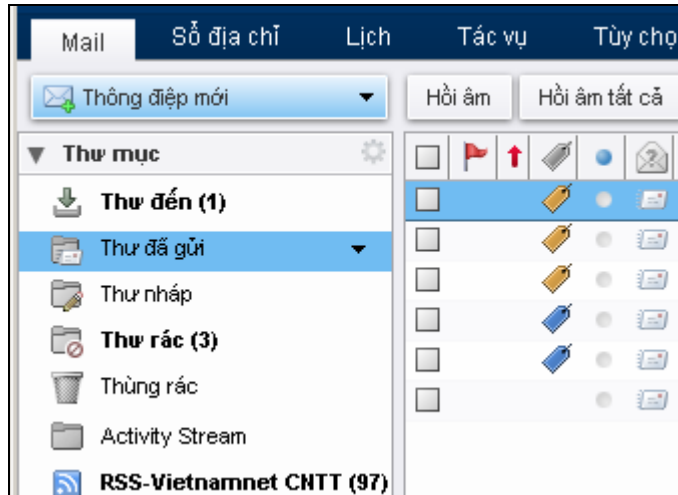 Mail Sổ địa chỉ Lịch Tác vụ Tùy chọ
Thông điệp mới Hồi âm Hồi âm tất cả
Thư mục
Thư đến (1)
Thư đã gửi
Thư nháp
Thư rác (3)
Thùng rác
Activity Stream
RSS-Vietnamnet CNTT (97)